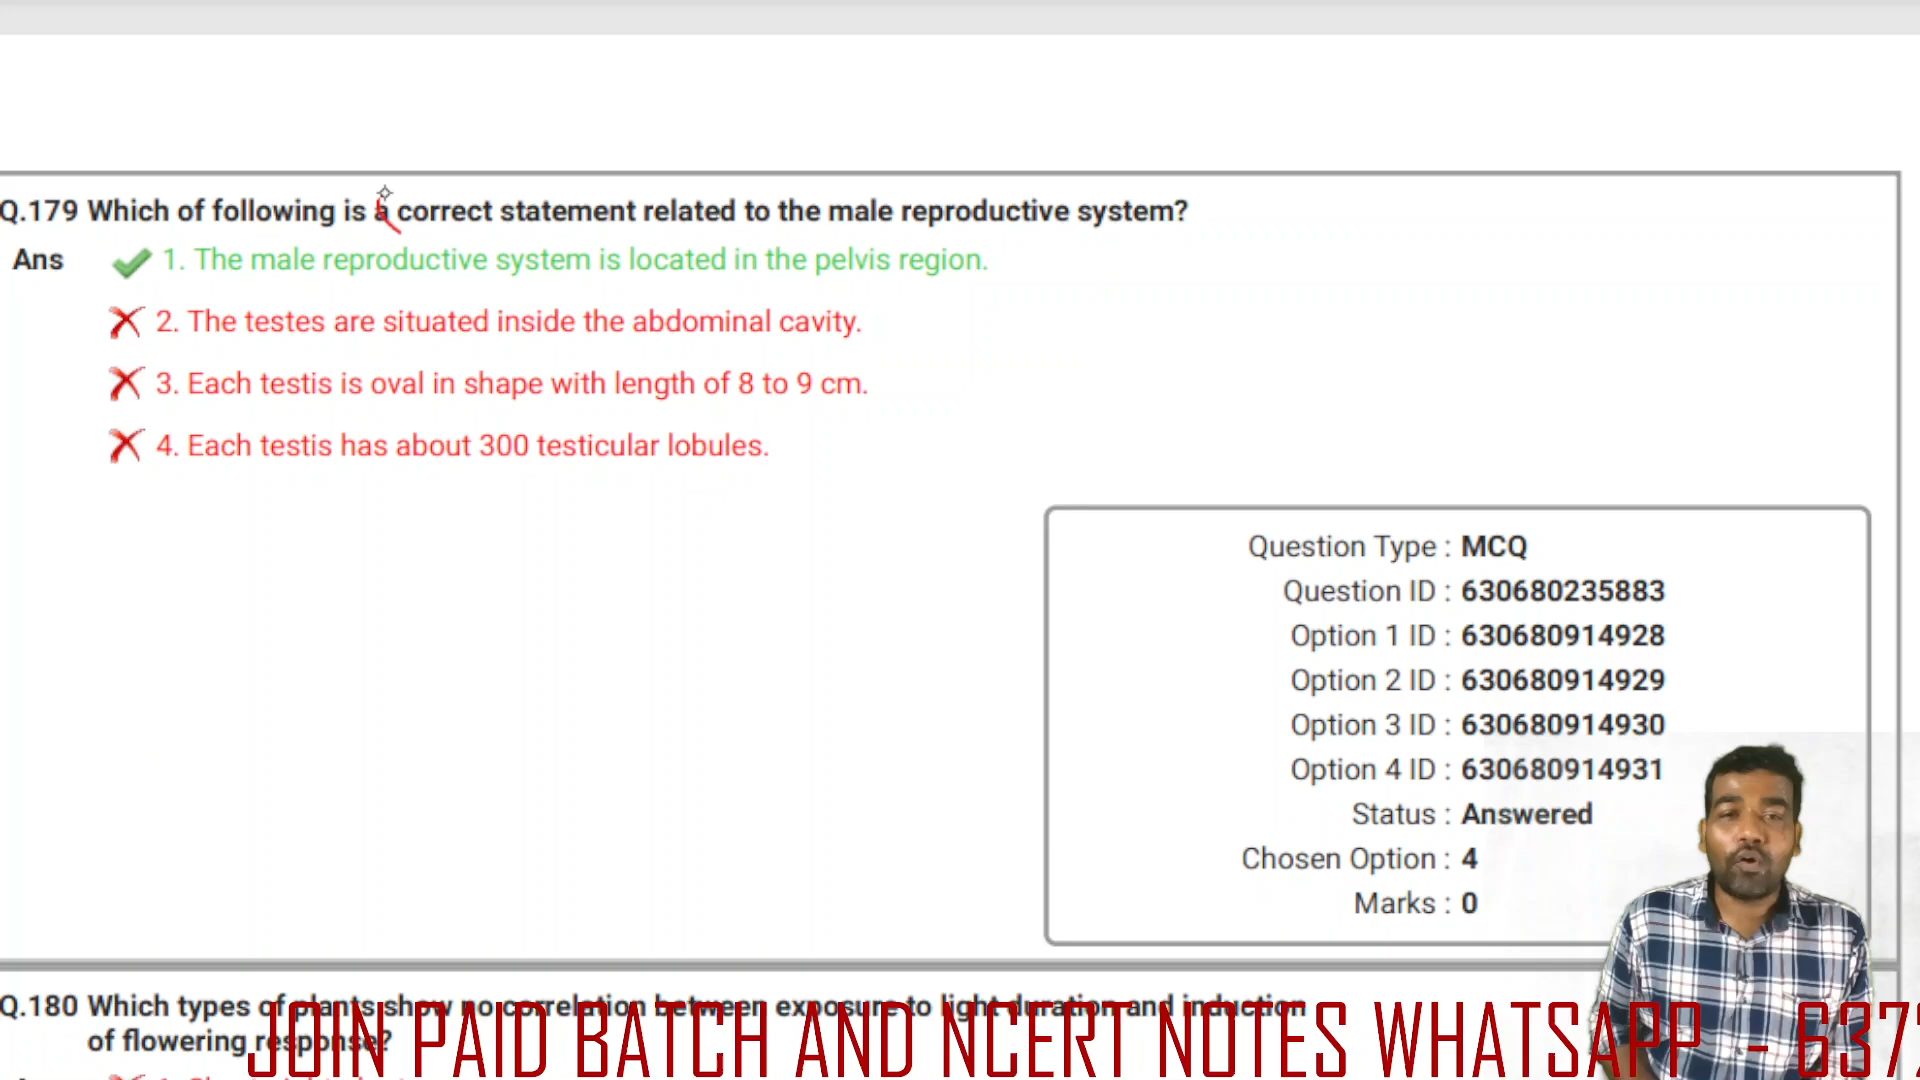 Q.179 Which of following is a correct statement related to the male reproductive system?
Ans 1. The male reproductive system is located in the pelvis region.
2. The testes are situated inside the abdominal cavity.
3. Each testis is oval in shape with length of 8 to 9 cm.
4. Each testis has about 300 testicular lobules.
Question Type : MCQ
Question ID : 630680235883
Option 1 ID : 630680914928
Option 2 ID : 630680914929
Option 3 ID : 630680914930
Option 4 ID : 630680914931
Status : Answered
Chosen Option : 4
Marks : 0
Q.180 Which types of plants show no correlation between exposure to light duration and induction
of flowering response?
JOIN PAID BATCH AND NCERT NOTES WHATSAPP - 637